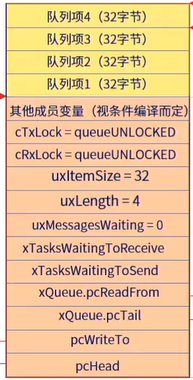 队列项4（32字节）
队列项3（32字节）
队列项2（32字节）
队列项1（32字节）
其他成员变量（视条件编译而定）
cTxLock = queueUNLOCKED
cRxLock = queueUNLOCKED
uxItemSize = 32
uxLength = 4
uxMessagesWaiting = 0
xTasksWaitingToReceive
xTasksWaitingToSend
xQueue.pcReadFrom
xQueue.pcTail
pcWriteTo
pcHead